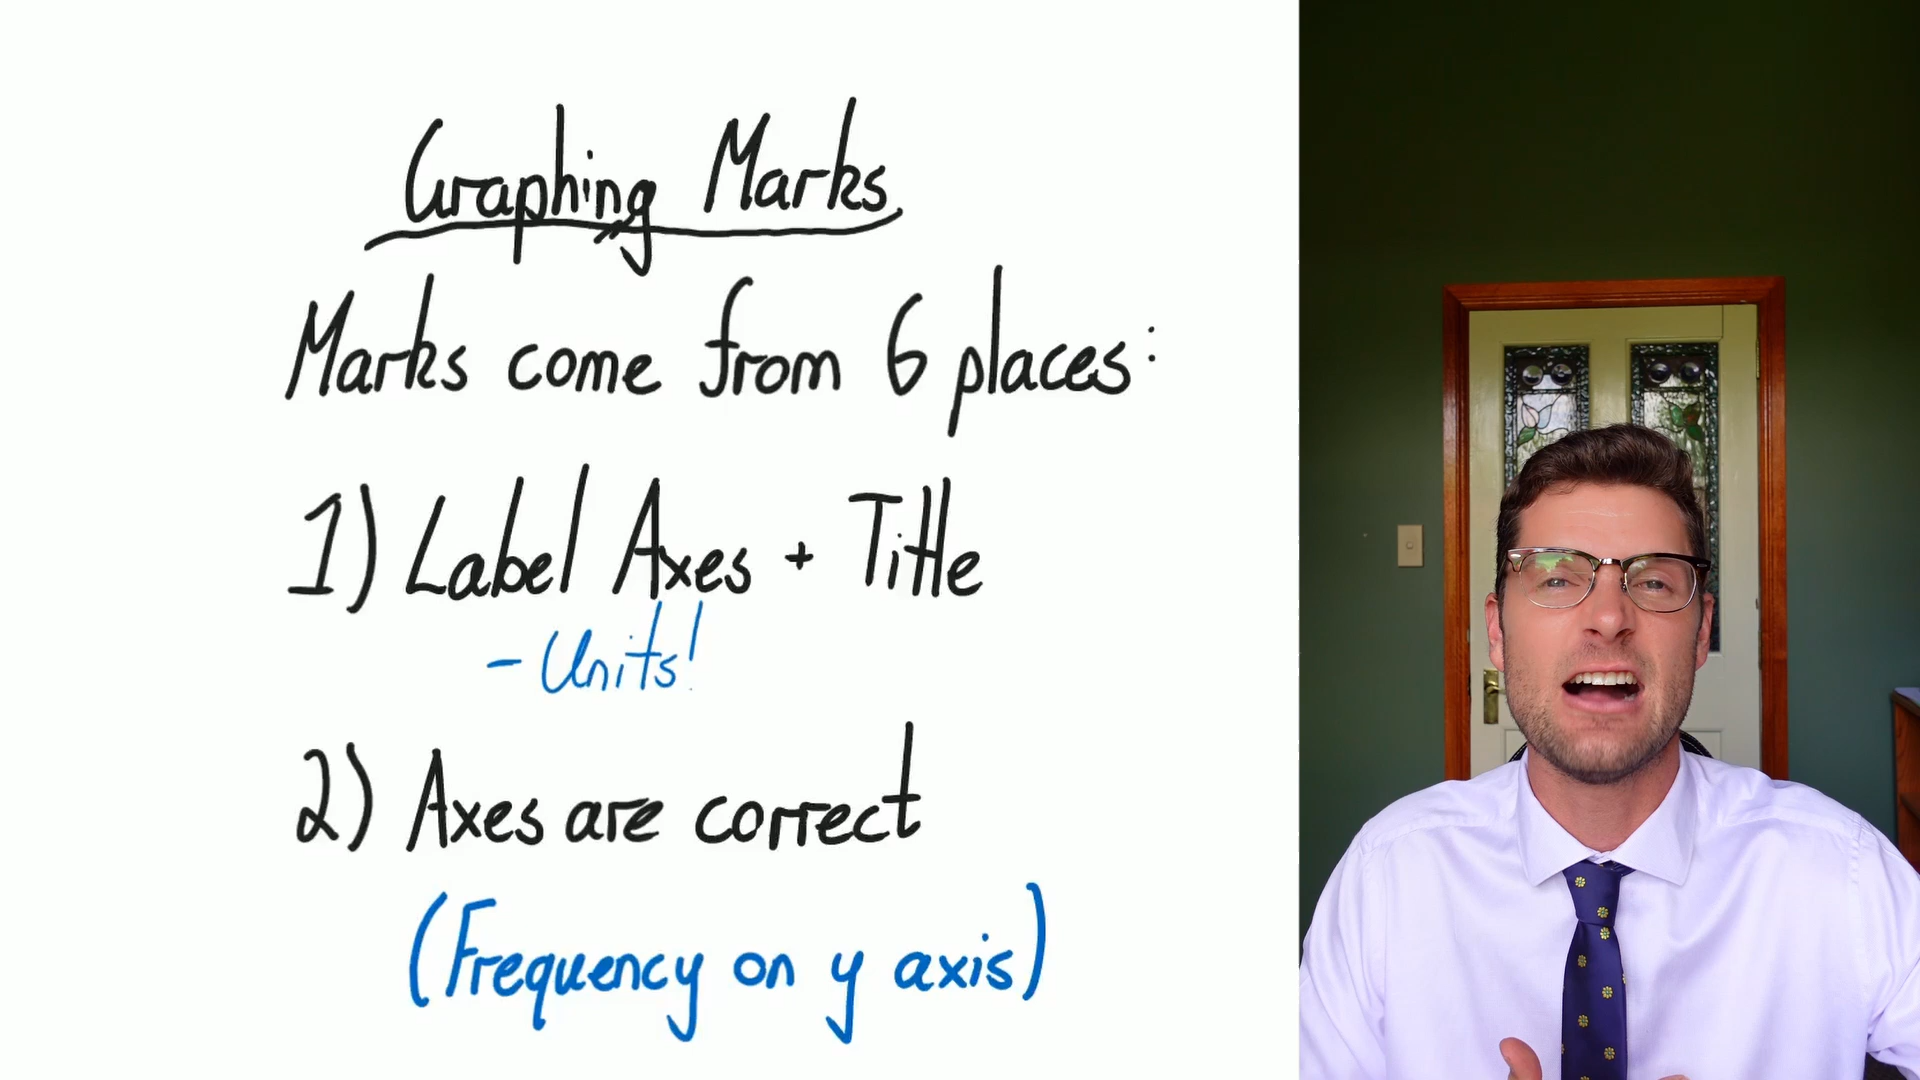 Graphing Marks
Marks come from 6 places:
1) Label Axes + Title
- Units!
2) Axes are correct
(Frequency on y axis)